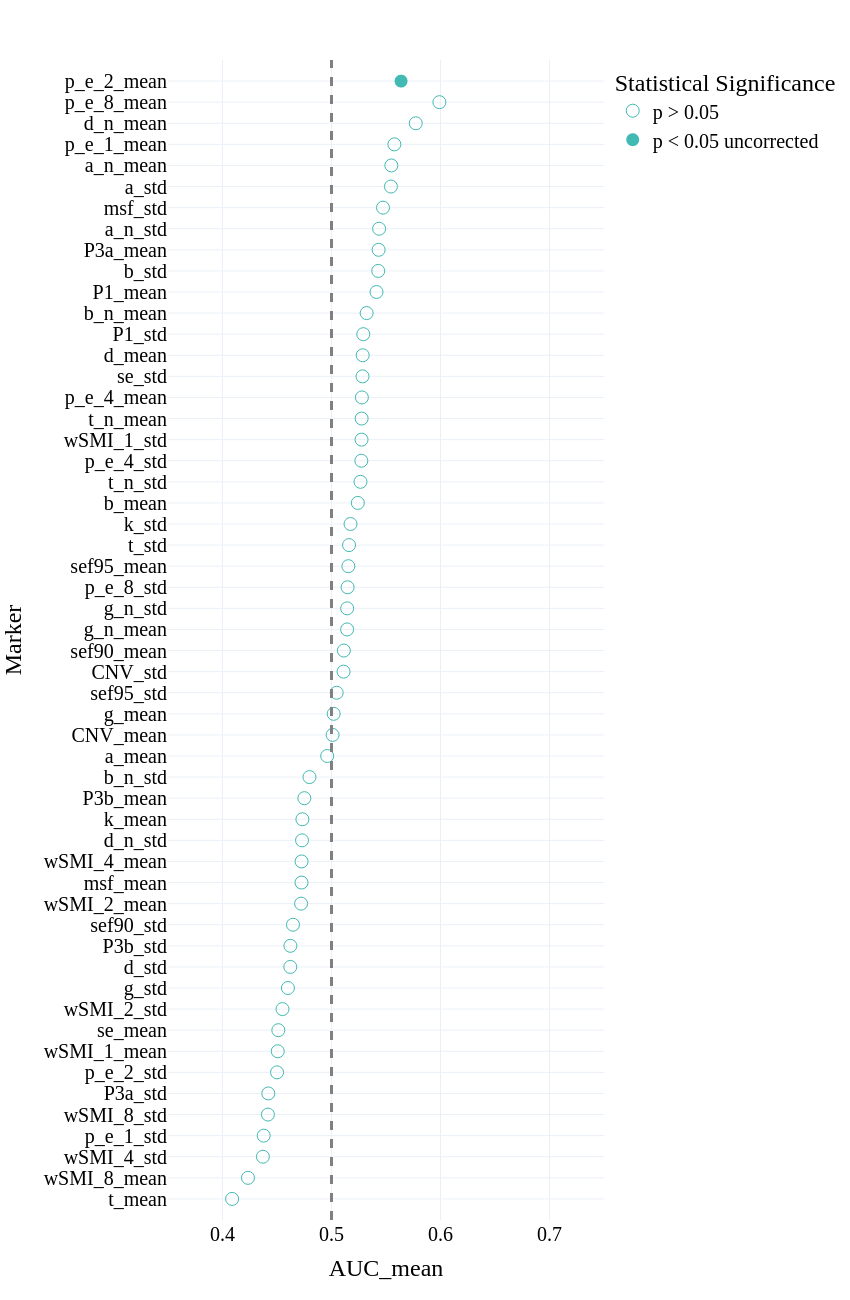 Statistical Significance
p > 0.05
p < 0.05 uncorrected
Marker
p_e_2_mean
p_e_8_mean
d_n_mean
p_e_1_mean
a_n_mean
a_std
msf_std
a_n_std
P3a_mean
b_std
P1_mean
b_n_mean
P1_std
d_mean
se_std
p_e_4_mean
t_n_mean
wSMI_1_std
p_e_4_std
t_n_std
b_mean
k_std
t_std
sef95_mean
p_e_8_std
g_n_std
g_n_mean
sef90_mean
CNV_std
sef95_std
g_mean
CNV_mean
a_mean
b_n_std
P3b_mean
k_mean
d_n_std
wSMI_4_mean
msf_mean
wSMI_2_mean
sef90_std
P3b_std
d_std
g_std
wSMI_2_std
se_mean
wSMI_1_mean
p_e_2_std
P3a_std
wSMI_8_std
p_e_1_std
wSMI_4_std
wSMI_8_mean
t_mean
0.4 0.5 0.6 0.7
AUC_mean